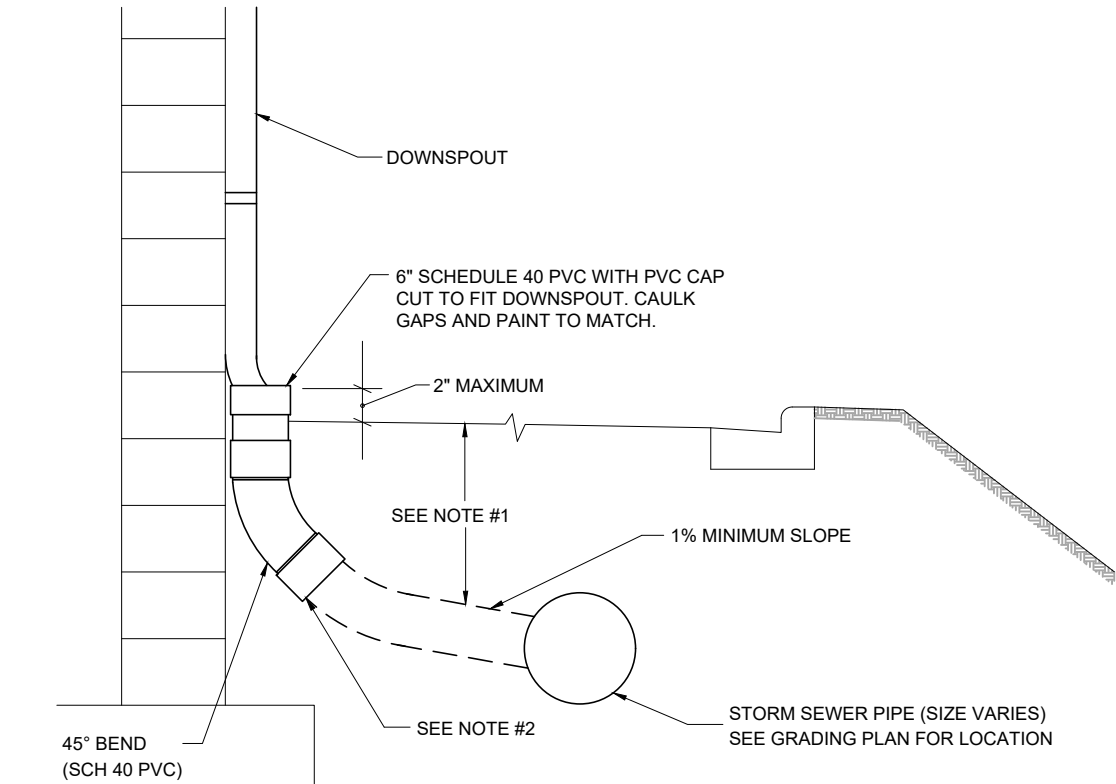 DOWNSPOUT
6" SCHEDULE 40 PVC WITH PVC CAP
CUT TO FIT DOWNSPOUT. CAULK
GAPS AND PAINT TO MATCH.
2" MAXIMUM
SEE NOTE #1
1% MINIMUM SLOPE
SEE NOTE #2
STORM SEWER PIPE (SIZE VARIES)
SEE GRADING PLAN FOR LOCATION
45° BEND
(SCH 40 PVC)